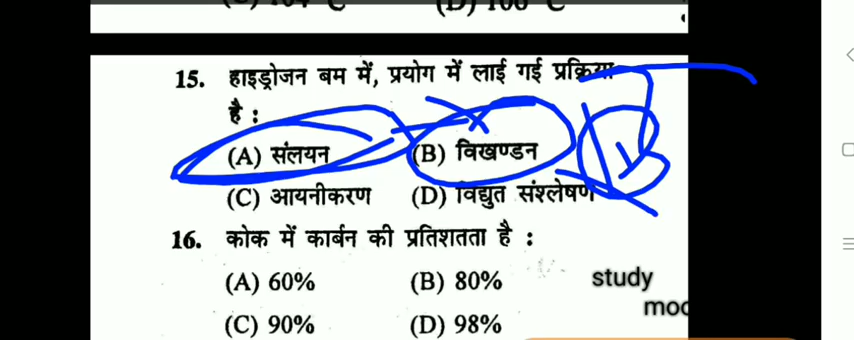 15. हाइड्रोजन बम में, प्रयोग में लाई गई प्रक्रिया
है :
(A) संलयन (B) विखण्डन
(C) आयनीकरण (D) विद्युत संश्लेषण
16. कोक में कार्बन की प्रतिशतता है :
(A) 60% (B) 80%
study
(C) 90% (D) 98%